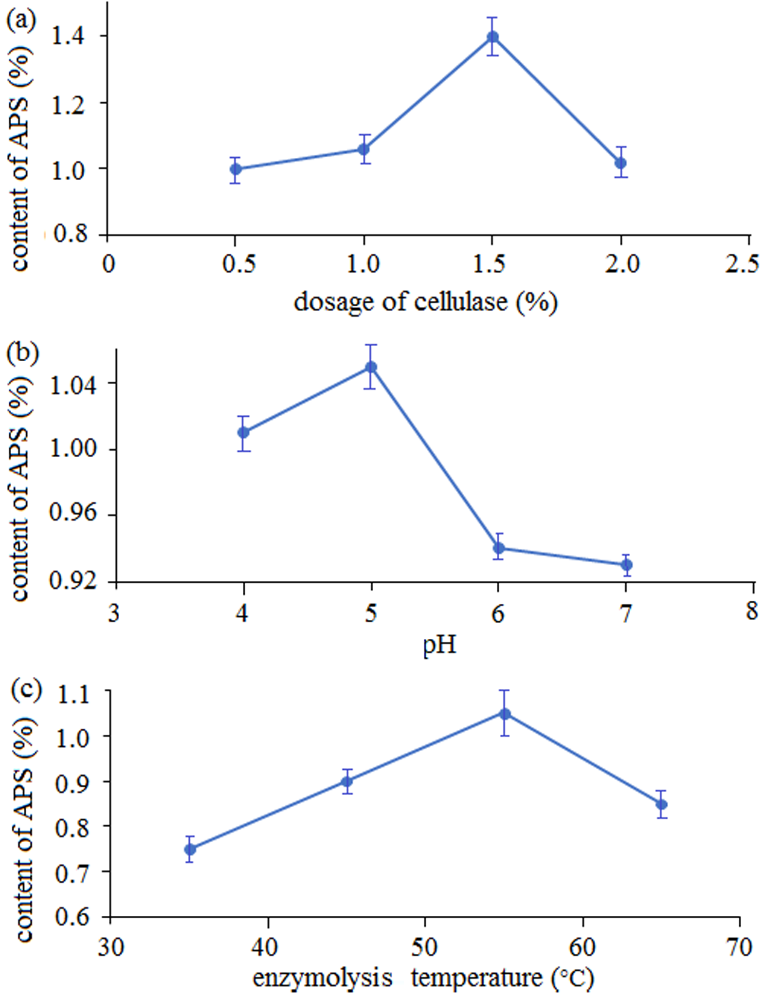 (a)
content of APS (%)
1.4
1.2
1.0
0.8
0 0.5 1.0 1.5 2.0 2.5
dosage of cellulase (%)
(b)
content of APS (%)
1.04
1.00
0.96
0.92
3 4 5 6 7 8
pH
(c)
content of APS (%)
1.1
1.0
0.9
0.8
0.7
0.6
30 40 50 60 70
enzymolysis temperature (°C)